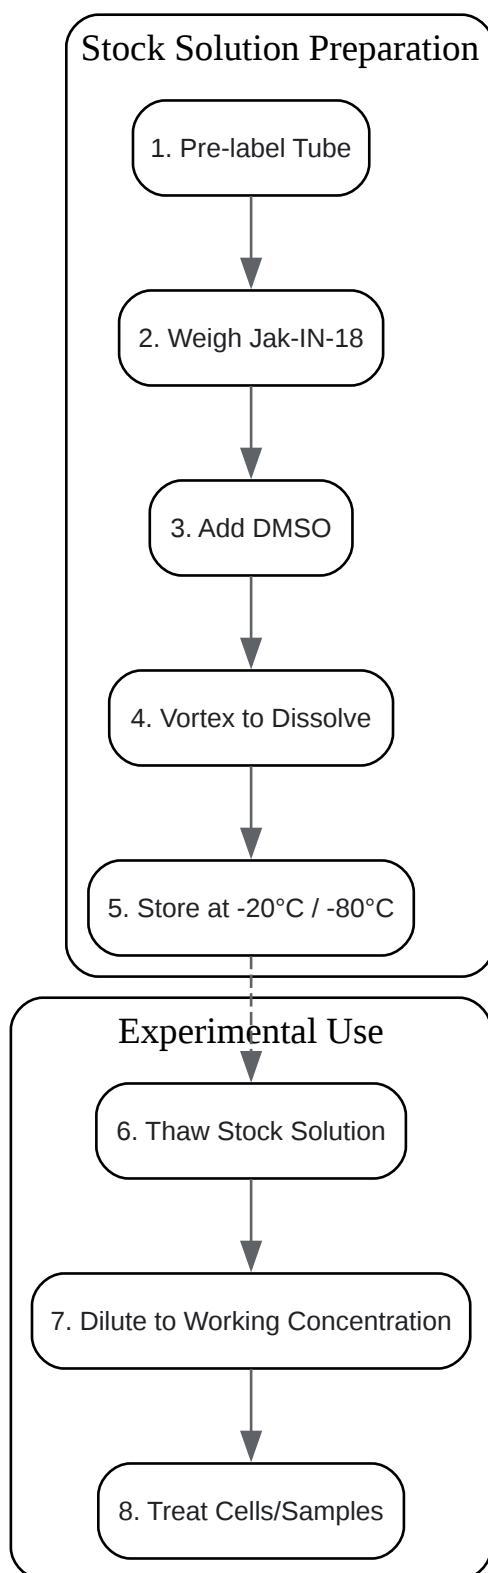 Stock Solution Preparation
1. Pre-label Tube
2. Weigh Jak-IN-18
3. Add DMSO
4. Vortex to Dissolve
5. Store at -20°C / -80°C
Experimental Use
6. Thaw Stock Solution
7. Dilute to Working Concentration
8. Treat Cells/Samples